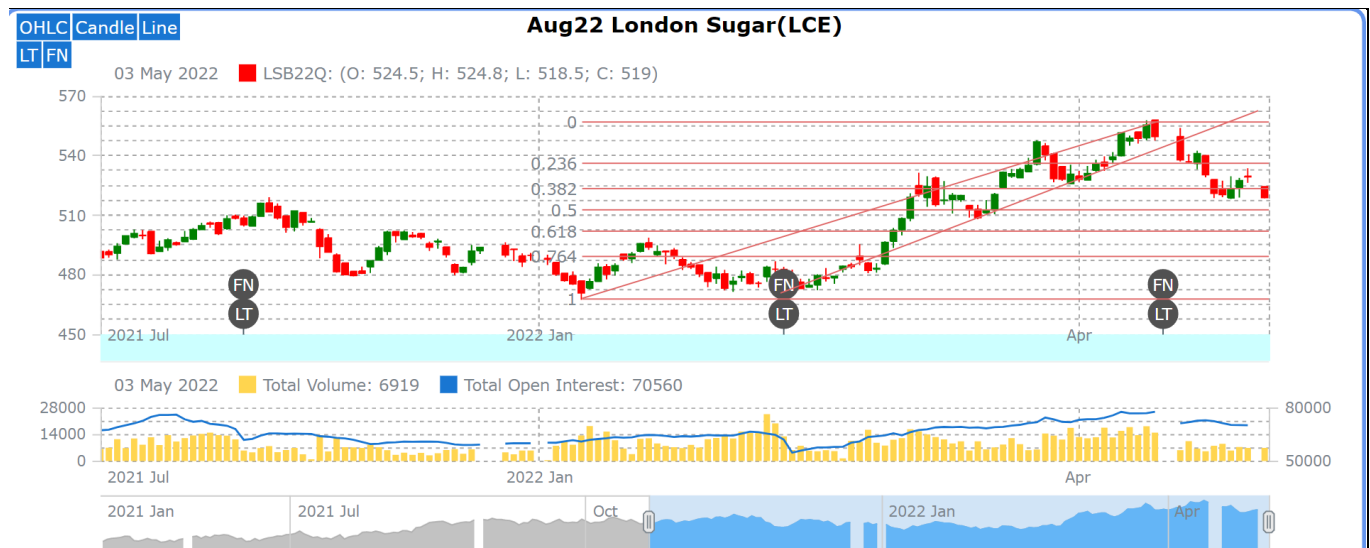 Aug22 London Sugar(LCE)
OHLC Candle Line
LT FN
03 May 2022 LSB22Q: (O: 524.5; H: 524.8; L: 518.5; C: 519)
570
0
540
0.236
0.382
510
0.5
0.618
0.764
480
FN FN FN
1
LT LT LT
450
2021 Jul 2022 Jan Apr
03 May 2022 Total Volume: 6919 Total Open Interest: 70560
28000 80000
14000
0 50000
2021 Jul 2022 Jan Apr
2021 Jan 2021 Jul Oct 2022 Jan Apr